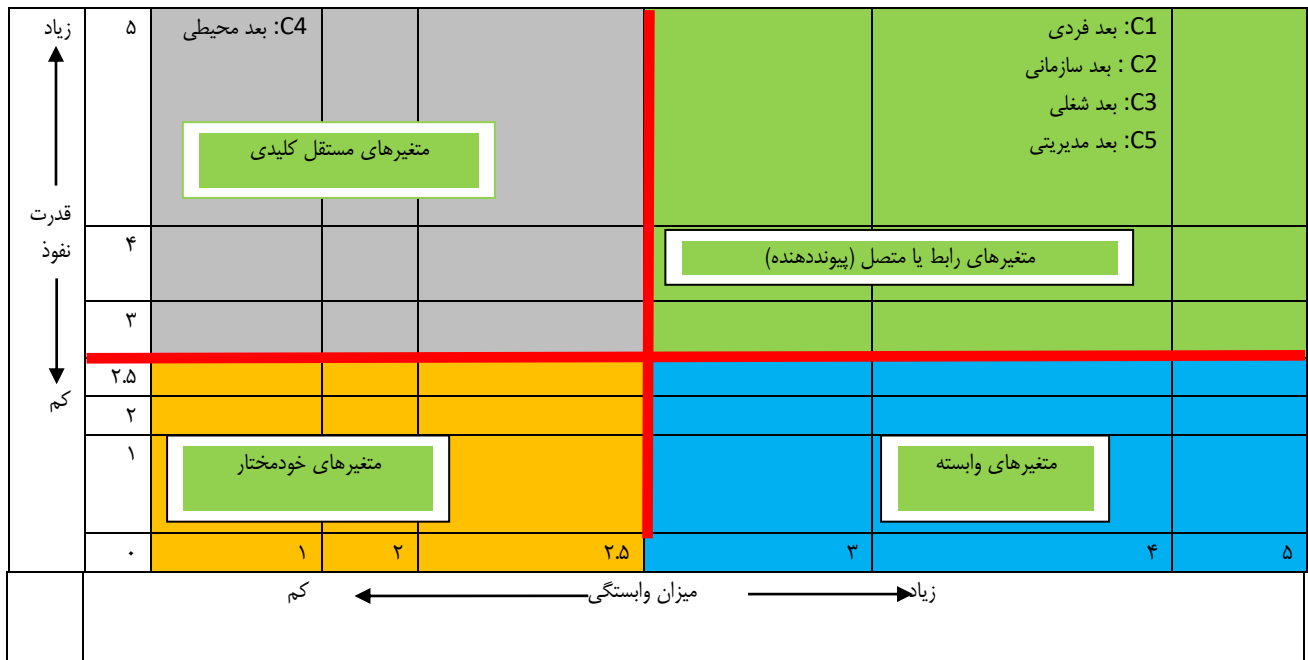 زیاد
قدرت
نفوذ
کم
۵
C4: بعد محیطی
C1: بعد فردی
C2 : بعد سازمانی
C3: بعد شغلی
C5: بعد مدیریتی
متغیرهای مستقل کلیدی
۴
متغیرهای رابط یا متصل (پیونددهنده)
۳
۲.۵
۲
۱
متغیرهای خودمختار
متغیرهای وابسته
۰ ۱ ۲ ۲.۵ ۳ ۴ ۵
کم میزان وابستگی زیاد